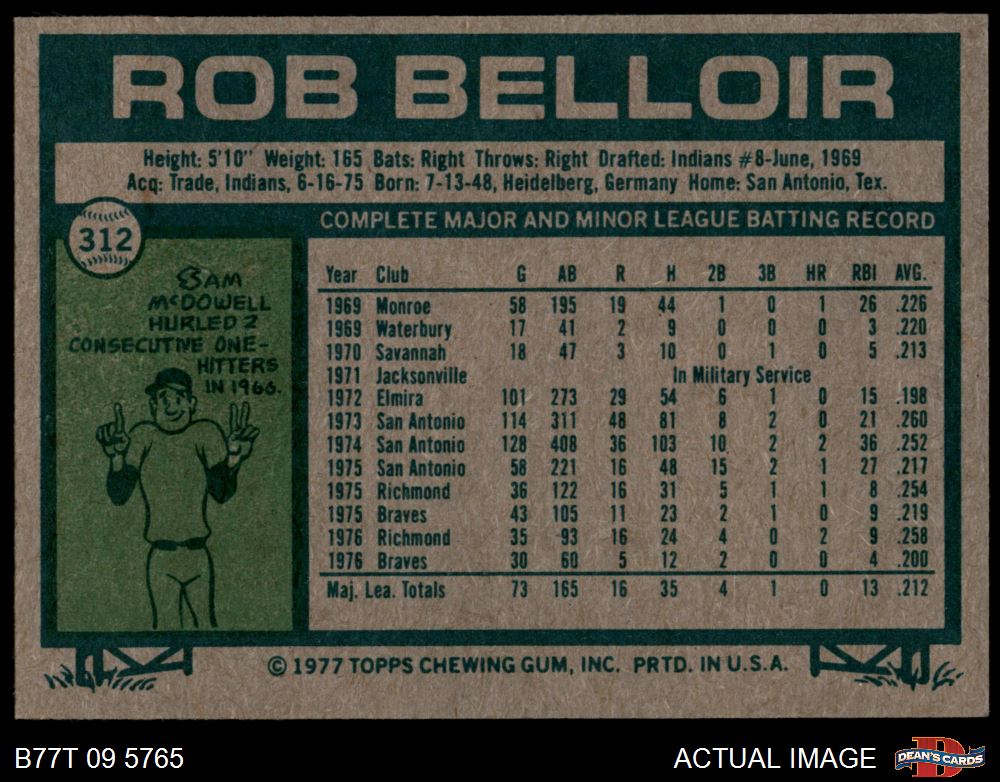 ROB BELLOIR
Height: 5'10" Weight: 165 Bats: Right Throws: Right Drafted: Indians #8-June, 1969
Acq: Trade, Indians, 6-16-75 Born: 7-13-48, Heidelberg, Germany Home: San Antonio, Tex.
312
SAM
McDOWELL
HURLED 2
CONSECUTIVE ONE-
HITTERS
IN 1966.
COMPLETE MAJOR AND MINOR LEAGUE BATTING RECORD
Year Club G AB R H 2B 3B HR RBI AVG.
1969 Monroe 58 195 19 44 1 0 1 26 .226
1969 Waterbury 17 41 2 9 0 0 0 3 .220
1970 Savannah 18 47 3 10 0 1 0 5 .213
1971 Jacksonville In Military Service
1972 Elmira 101 273 29 54 6 1 0 15 .198
1973 San Antonio 114 311 48 81 8 2 0 21 .260
1974 San Antonio 128 408 36 103 10 2 2 36 .252
1975 San Antonio 58 221 16 48 15 2 1 27 .217
1975 Richmond 36 122 16 31 5 1 1 8 .254
1975 Braves 43 105 11 23 2 1 0 9 .219
1976 Richmond 35 93 16 24 4 0 2 9 .258
1976 Braves 30 60 5 12 2 0 0 4 .200
Maj. Lea. Totals 73 165 16 35 4 1 0 13 .212
© 1977 TOPPS CHEWING GUM, INC. PRTD. IN U.S.A.
B77T 09 5765
ACTUAL IMAGE
D
DEAN'S CARDS